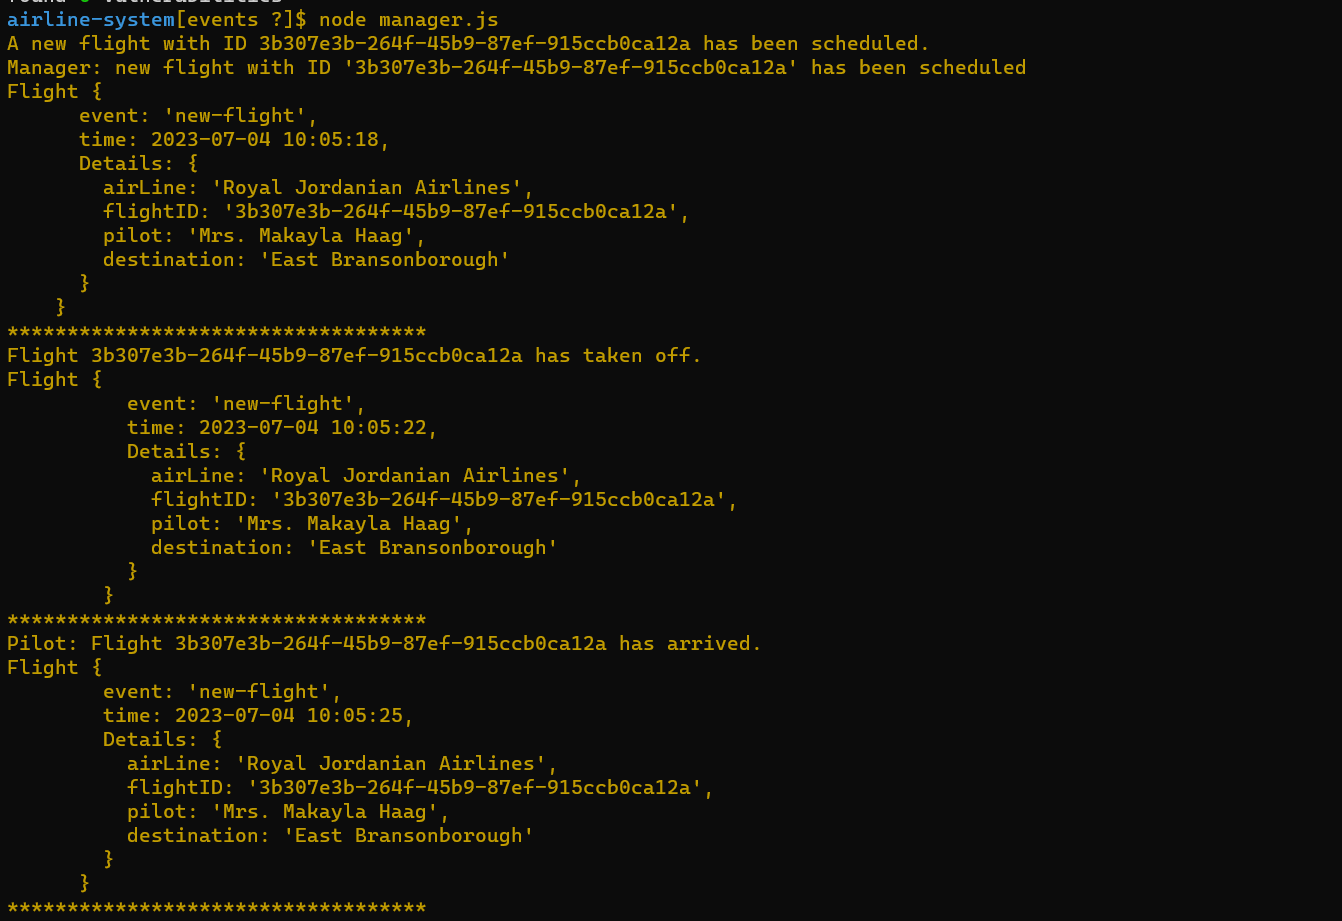 found 0 vulnerabilities
airline-system[events ?]$ node manager.js
A new flight with ID 3b307e3b-264f-45b9-87ef-915ccb0ca12a has been scheduled.
Manager: new flight with ID '3b307e3b-264f-45b9-87ef-915ccb0ca12a' has been scheduled
Flight {
      event: 'new-flight',
      time: 2023-07-04 10:05:18,
      Details: {
        airLine: 'Royal Jordanian Airlines',
        flightID: '3b307e3b-264f-45b9-87ef-915ccb0ca12a',
        pilot: 'Mrs. Makayla Haag',
        destination: 'East Bransonborough'
      }
    }
***********************************
Flight 3b307e3b-264f-45b9-87ef-915ccb0ca12a has taken off.
Flight {
          event: 'new-flight',
          time: 2023-07-04 10:05:22,
          Details: {
            airLine: 'Royal Jordanian Airlines',
            flightID: '3b307e3b-264f-45b9-87ef-915ccb0ca12a',
            pilot: 'Mrs. Makayla Haag',
            destination: 'East Bransonborough'
          }
        }
***********************************
Pilot: Flight 3b307e3b-264f-45b9-87ef-915ccb0ca12a has arrived.
Flight {
        event: 'new-flight',
        time: 2023-07-04 10:05:25,
        Details: {
          airLine: 'Royal Jordanian Airlines',
          flightID: '3b307e3b-264f-45b9-87ef-915ccb0ca12a',
          pilot: 'Mrs. Makayla Haag',
          destination: 'East Bransonborough'
        }
      }
***********************************